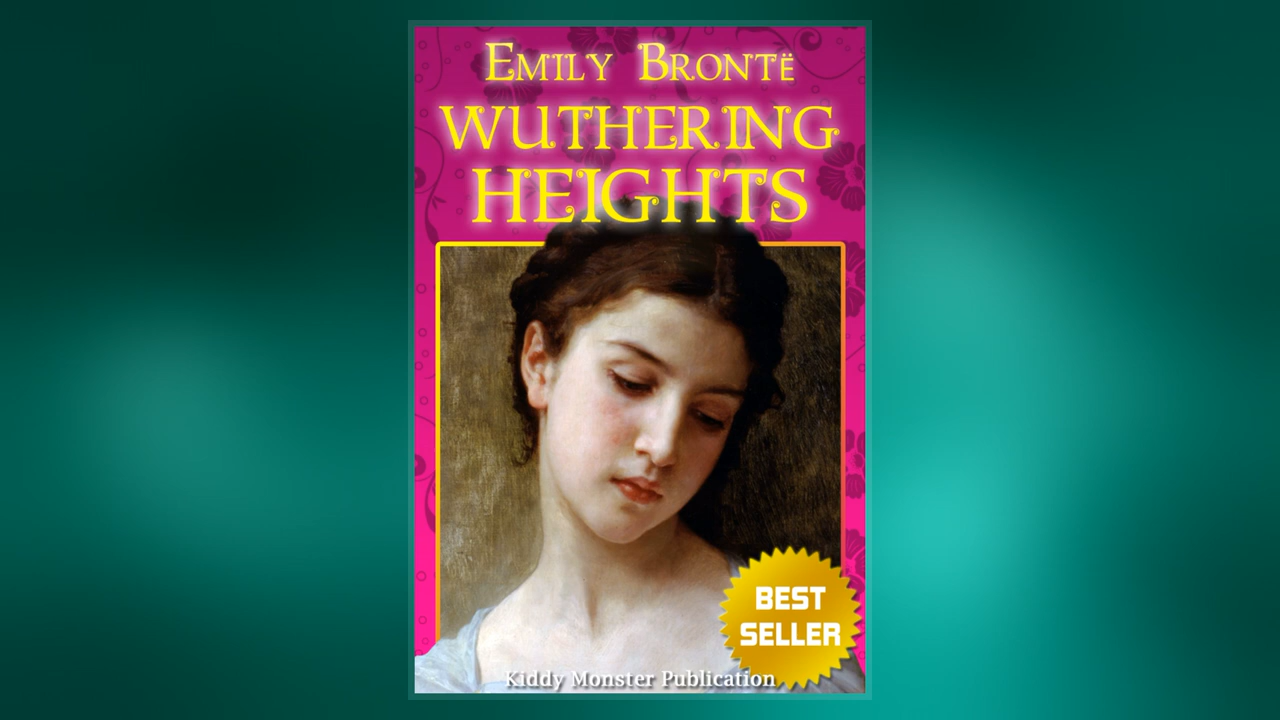 Emily Brontë
WUTHERING
HEIGHTS
BEST
SELLER
Kiddy Monster Publication